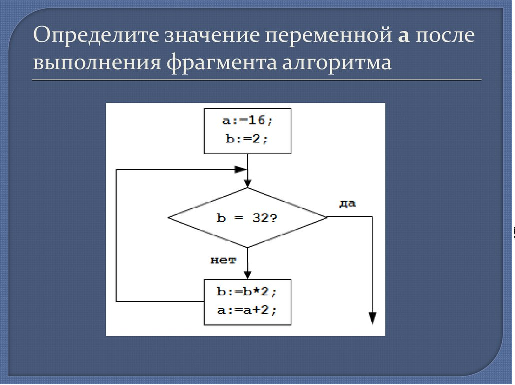 Определите значение переменной a после
выполнения фрагмента алгоритма
a:=16;
b:=2;
b = 32?
да
нет
b:=b*2;
a:=a+2;